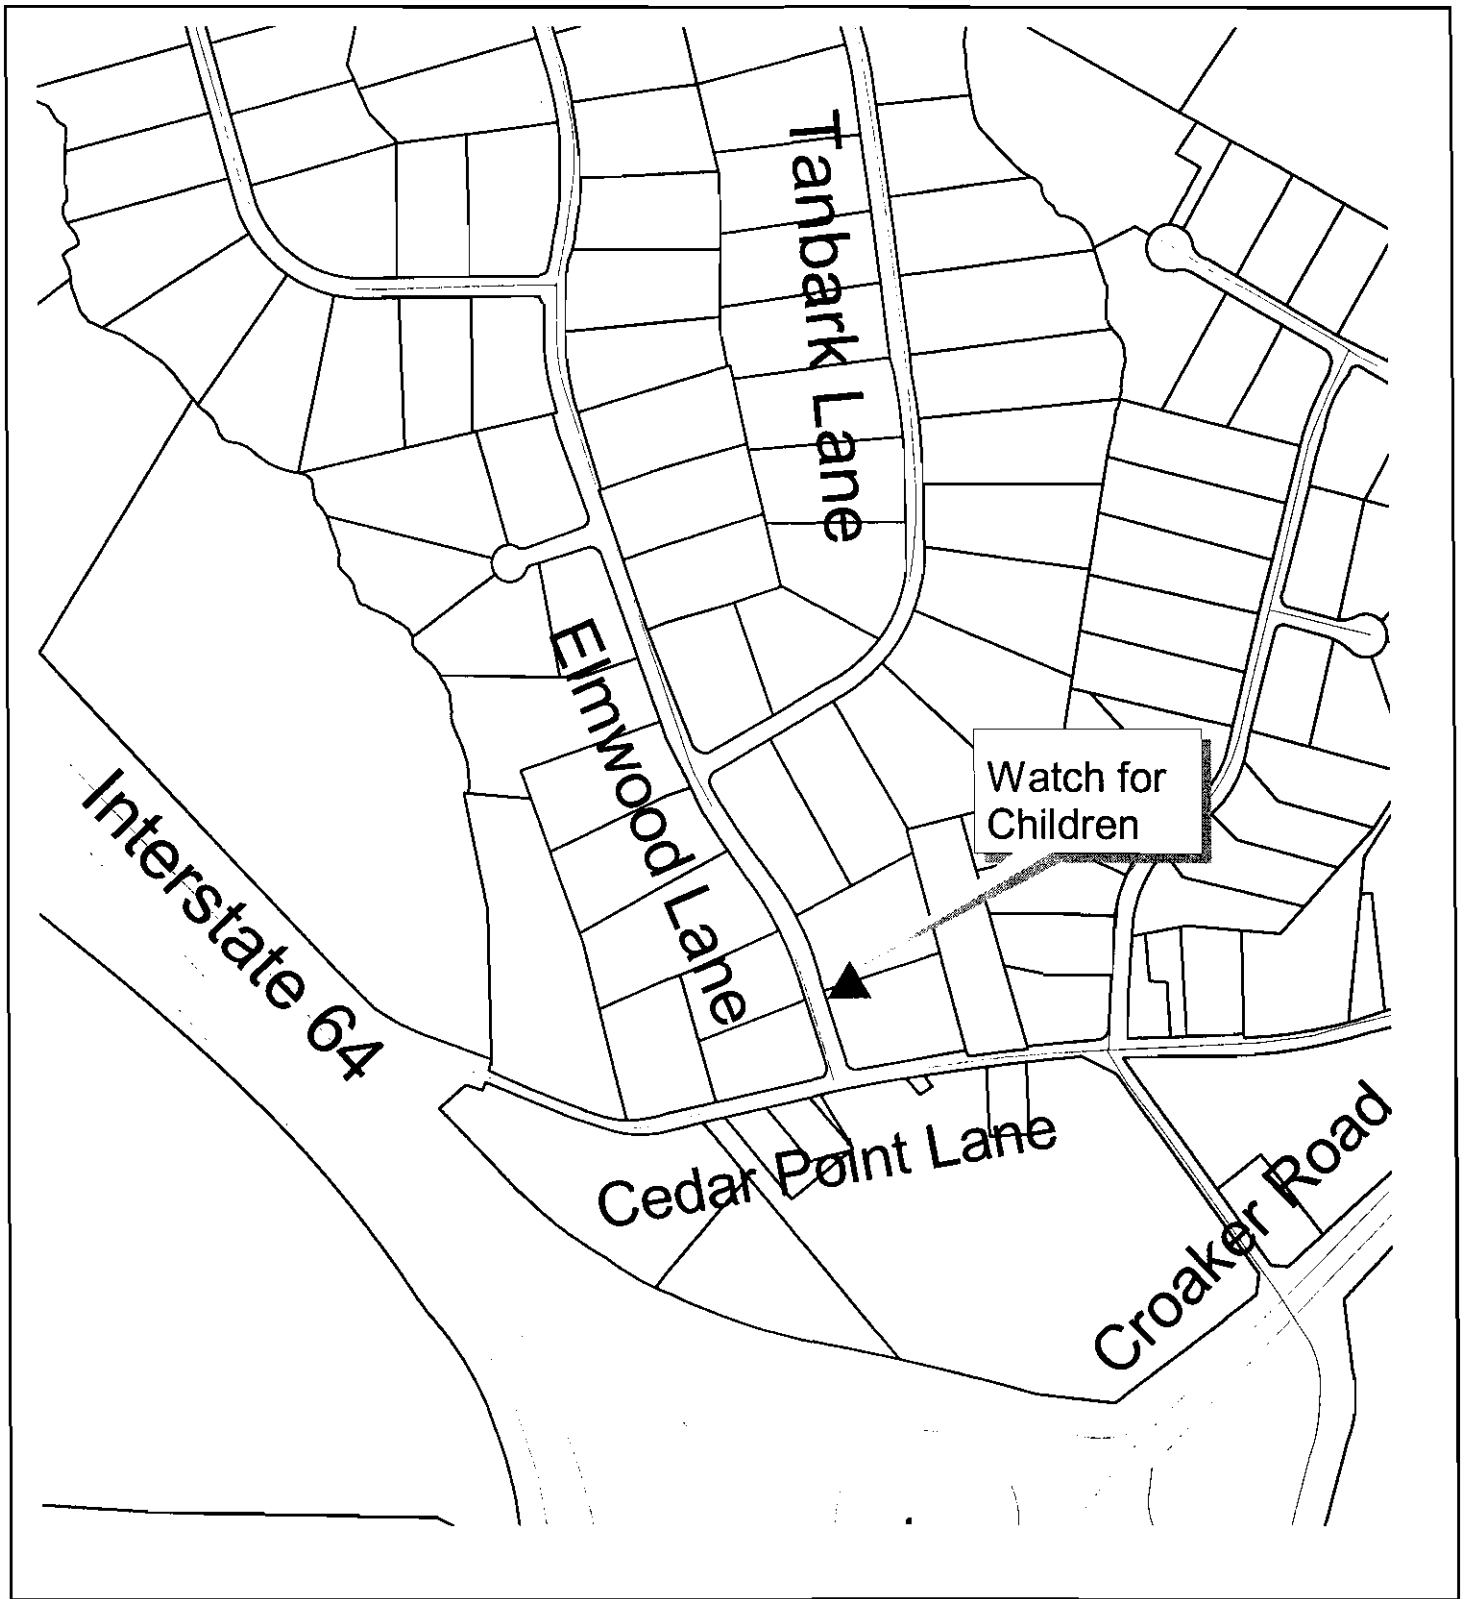 Tanbark Lane
Elmwood Lane
Watch for
Children
Interstate 64
Cedar Point Lane
Croaker Road